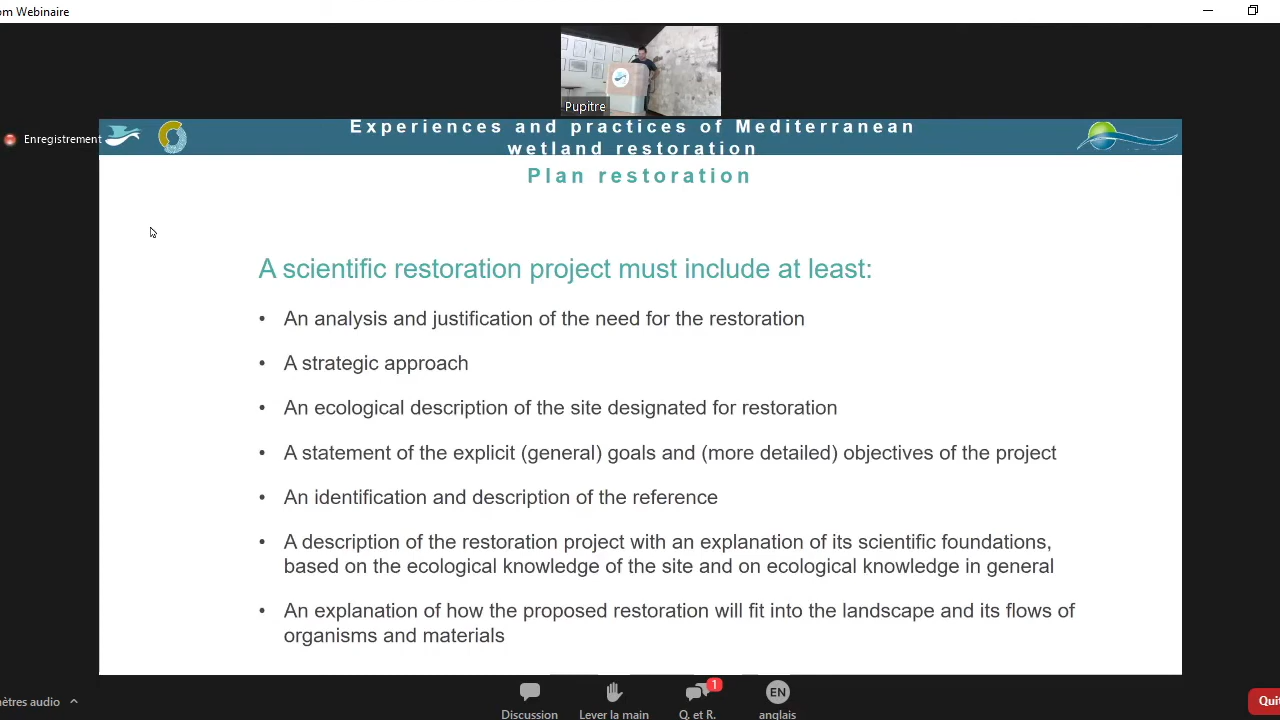 om Webinaire
Pupitre
Enregistrement
Experiences and practices of Mediterranean
wetland restoration
Plan restoration
A scientific restoration project must include at least:
• An analysis and justification of the need for the restoration
• A strategic approach
• An ecological description of the site designated for restoration
• A statement of the explicit (general) goals and (more detailed) objectives of the project
• An identification and description of the reference
• A description of the restoration project with an explanation of its scientific foundations,
based on the ecological knowledge of the site and on ecological knowledge in general
• An explanation of how the proposed restoration will fit into the landscape and its flows of
organisms and materials
nètres audio
Discussion
Lever la main
1
Q. et R.
EN
anglais
Quit